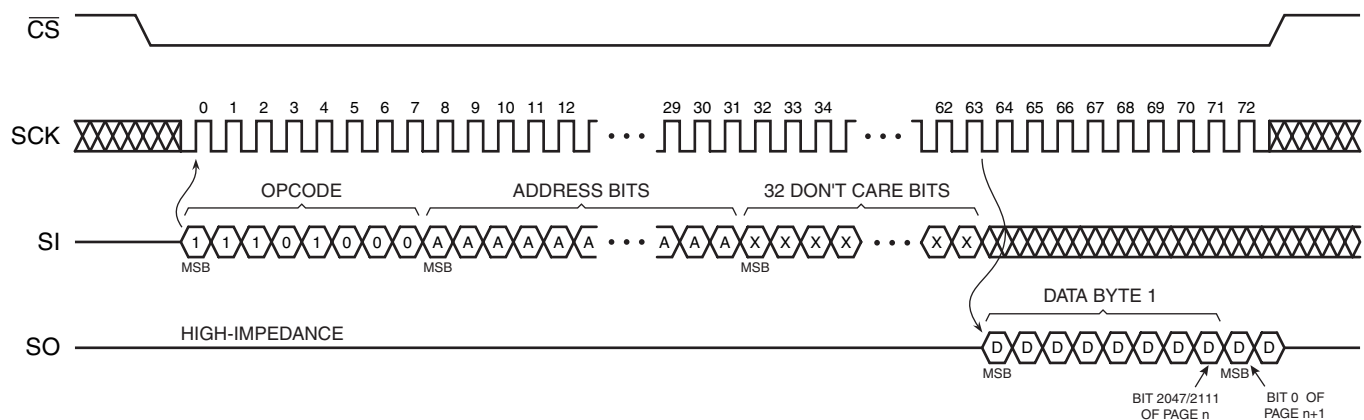 CS
SCK
0 1 2 3 4 5 6 7 8 9 10 11 12 29 30 31 32 33 34 62 63 64 65 66 67 68 69 70 71 72
OPCODE ADDRESS BITS 32 DON'T CARE BITS
SI
1 1 1 0 1 0 0 0 A A A A A A A A A X X X X X X
MSB MSB MSB
DATA BYTE 1
HIGH-IMPEDANCE
SO
D D D D D D D D D D
MSB MSB
BIT 2047/2111
OF PAGE n
BIT 0 OF
PAGE n+1